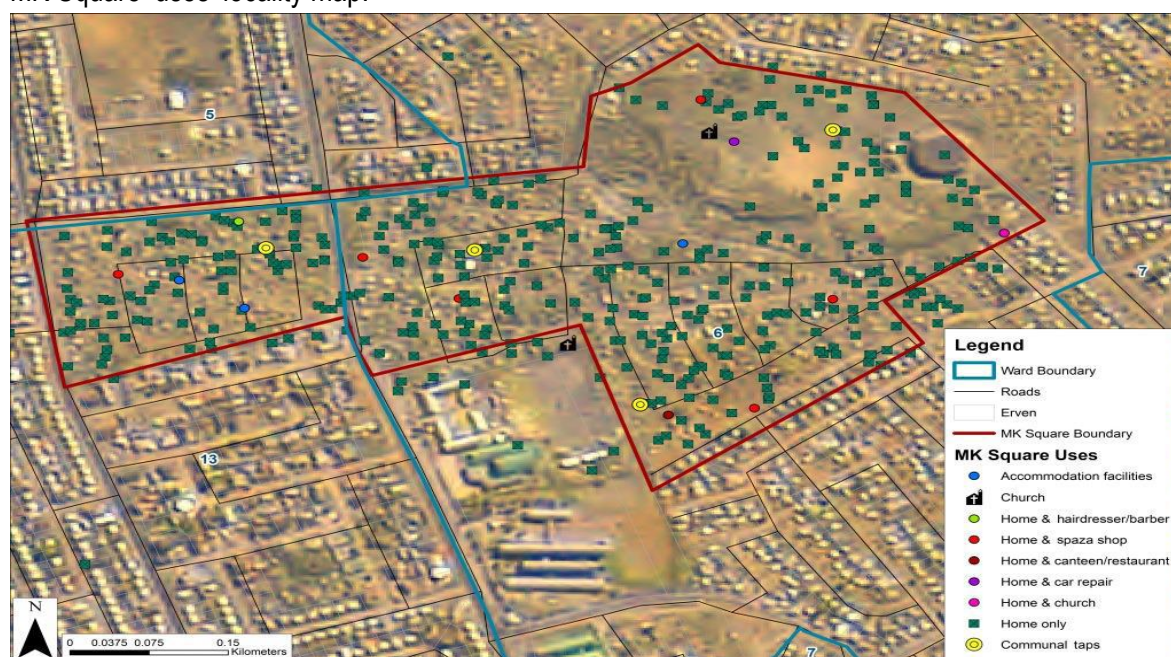 MK Square uses locality map.
5
7
6
13
7
N
0 0.0375 0.075 0.15
Kilometers
Legend
Ward Boundary
Roads
Erven
MK Square Boundary
MK Square Uses
Accommodation facilities
Church
Home & hairdresser/barber
Home & spaza shop
Home & canteen/restaurant
Home & car repair
Home & church
Home only
Communal taps